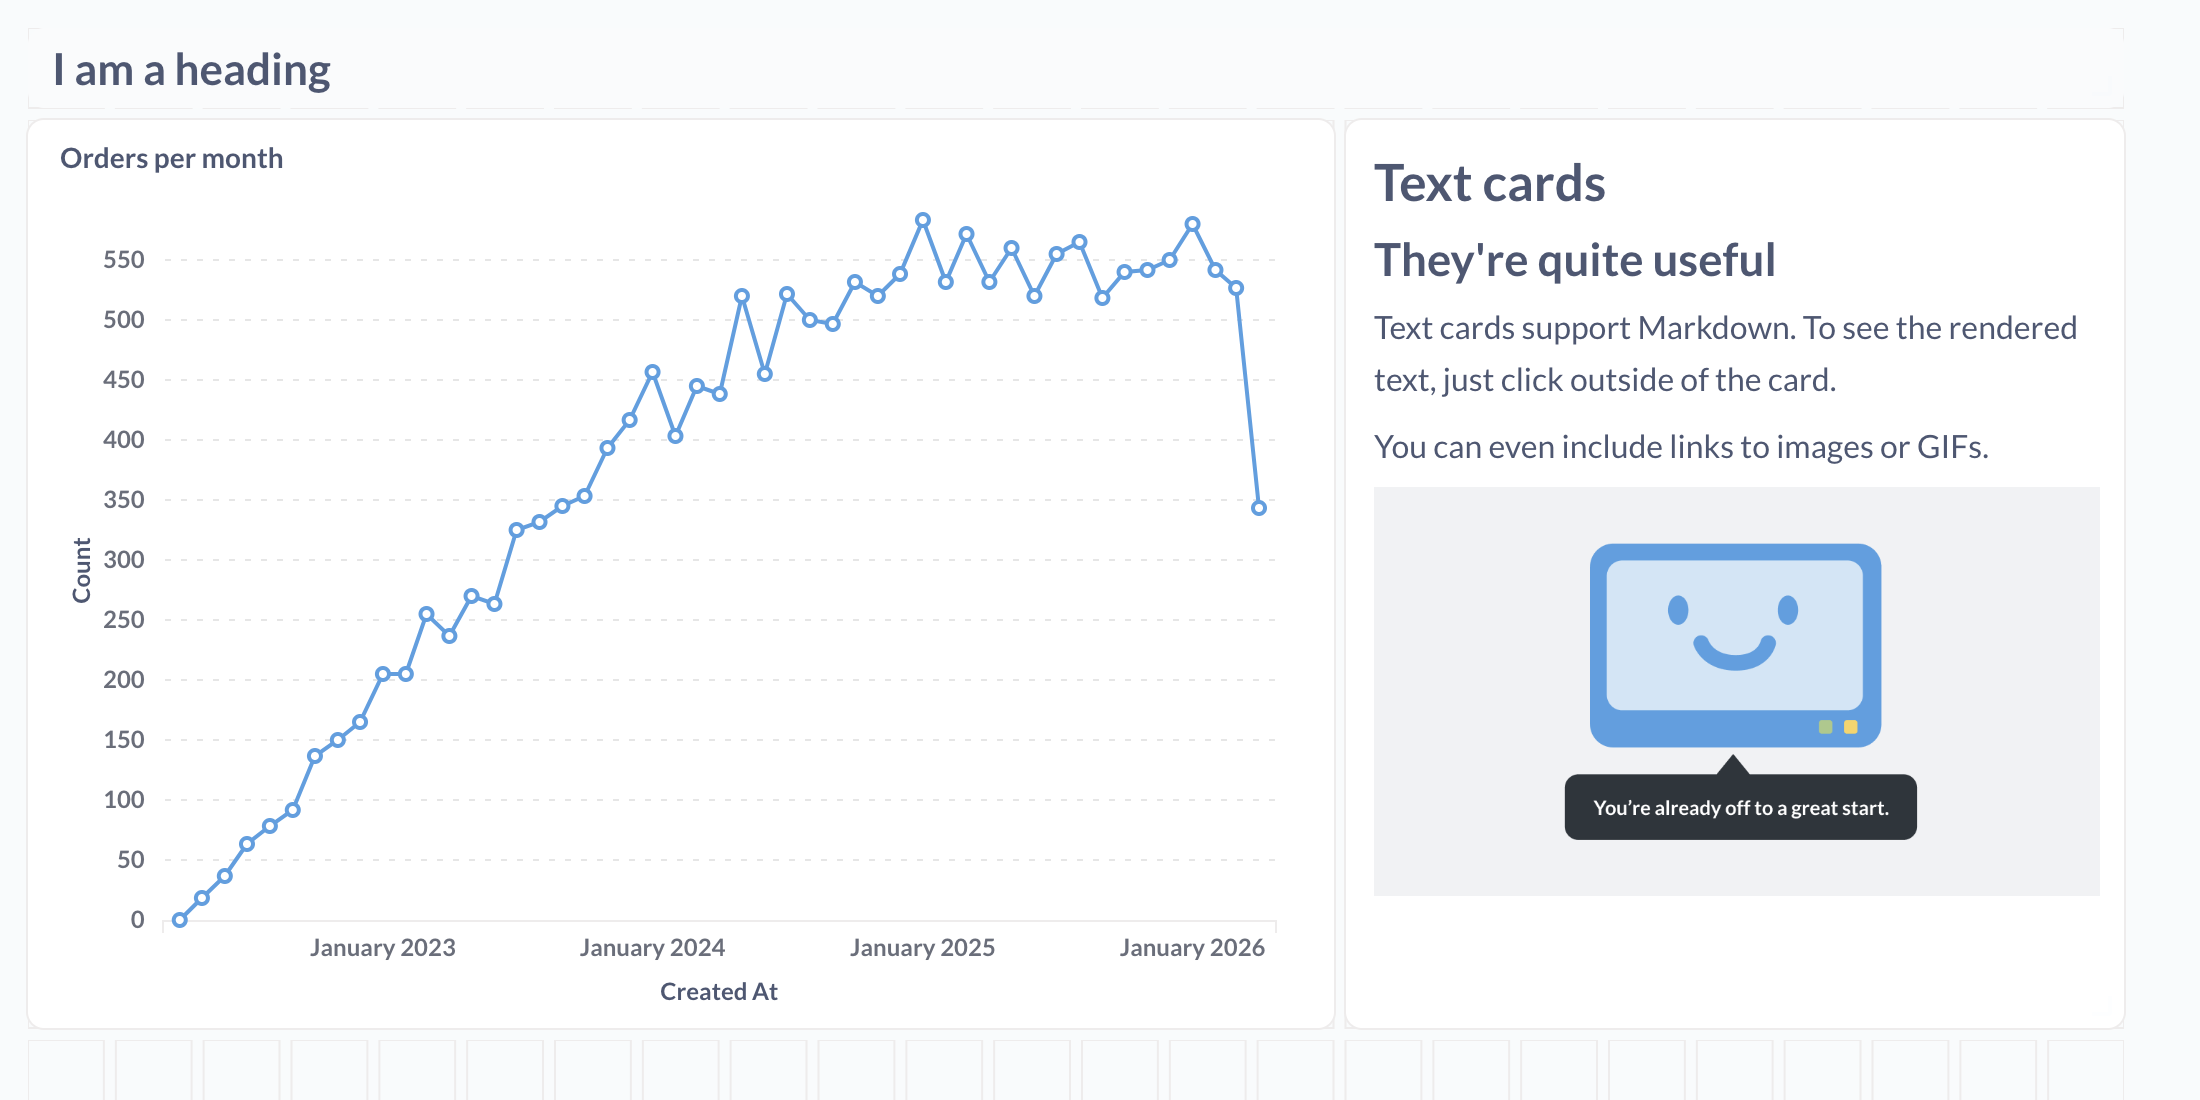 I am a heading
Orders per month
550
500
450
400
350
300
250
200
150
100
50
0
Count
January 2023
January 2024
January 2025
January 2026
Created At
Text cards
They're quite useful
Text cards support Markdown. To see the rendered
text, just click outside of the card.
You can even include links to images or GIFs.
You’re already off to a great start.